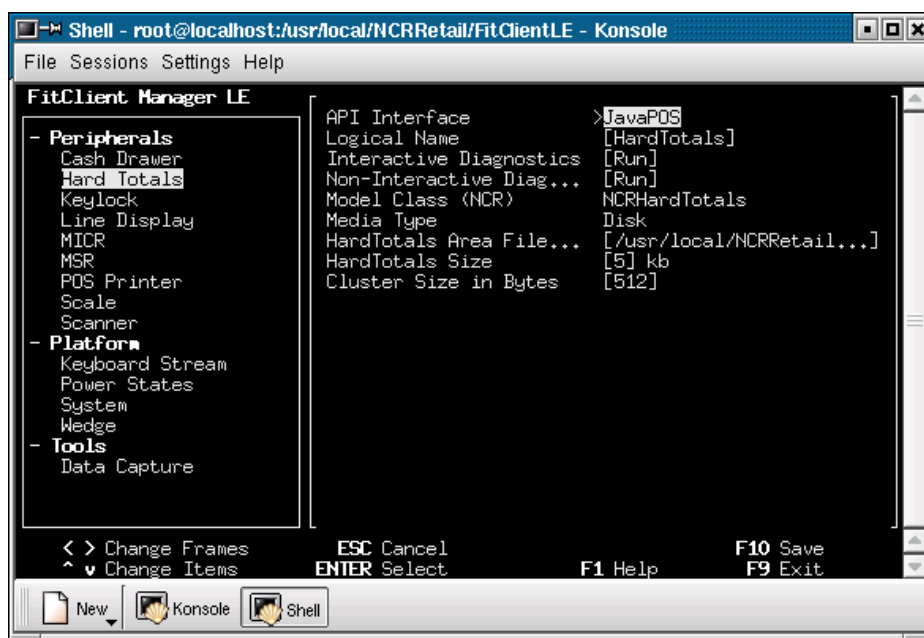 Shell - root@localhost:/usr/local/NCRRetail/FitClientLE - Konsole
File Sessions Settings Help
FitClient Manager LE
- Peripherals
Cash Drawer
Hard Totals
Keylock
Line Display
MICR
MSR
POS Printer
Scale
Scanner
- Platform
Keyboard Stream
Power States
System
Wedge
- Tools
Data Capture
API Interface >JavaPOS
Logical Name [HardTotals]
Interactive Diagnostics [Run]
Non-Interactive Diag... [Run]
Model Class (NCR) NCRHardTotals
Media Type Disk
HardTotals Area File... [/usr/local/NCRRetail...]
HardTotals Size [5] kb
Cluster Size in Bytes [512]
< > Change Frames ESC Cancel F10 Save
^ v Change Items ENTER Select F1 Help F9 Exit
New Konsole Shell